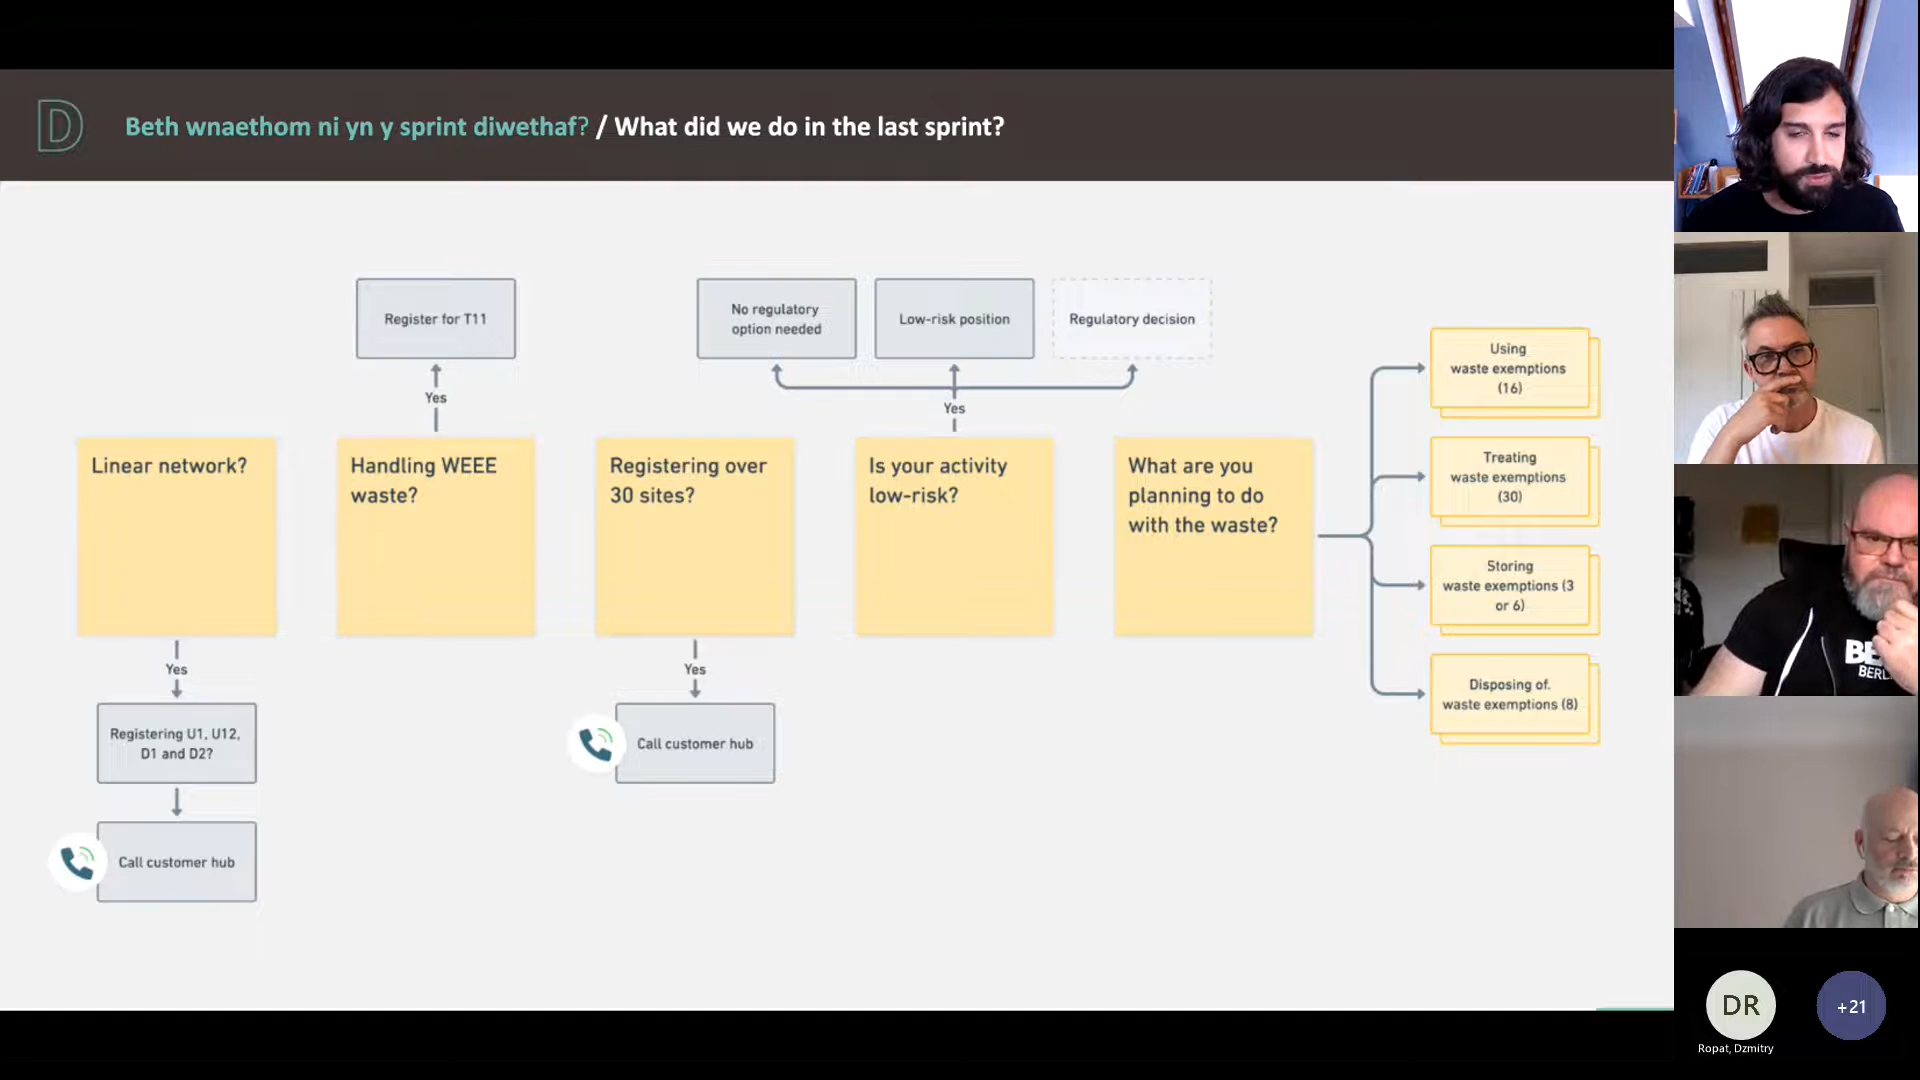 D
Beth wnaethom ni yn y sprint diwethaf? / What did we do in the last sprint?
Register for T11
Yes
No regulatory
option needed
Low-risk position
Regulatory decision
Yes
Linear network?
Handling WEEE
waste?
Registering over
30 sites?
Is your activity
low-risk?
What are you
planning to do
with the waste?
Using
waste exemptions
(16)
Treating
waste exemptions
(30)
Storing
waste exemptions (3
or 6)
Disposing of.
waste exemptions (8)
Yes
Registering U1, U12,
D1 and D2?
Call customer hub
Yes
Call customer hub
DR
Ropat, Dzmitry
+21